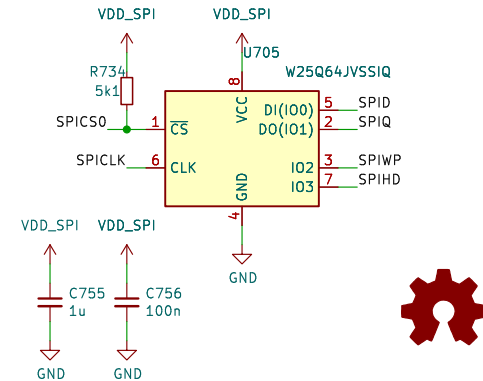 VDD_SPI
VDD_SPI
U705
R734
5k1
W25Q64JVSSIQ
8
VCC
SPICS0
1
CS
DI(IO0)
5
SPID
DO(IO1)
2
SPIQ
SPICLK
6
CLK
IO2
3
SPIWP
IO3
7
SPIHD
GND
4
GND
VDD_SPI
VDD_SPI
C755
1u
C756
100n
GND
GND